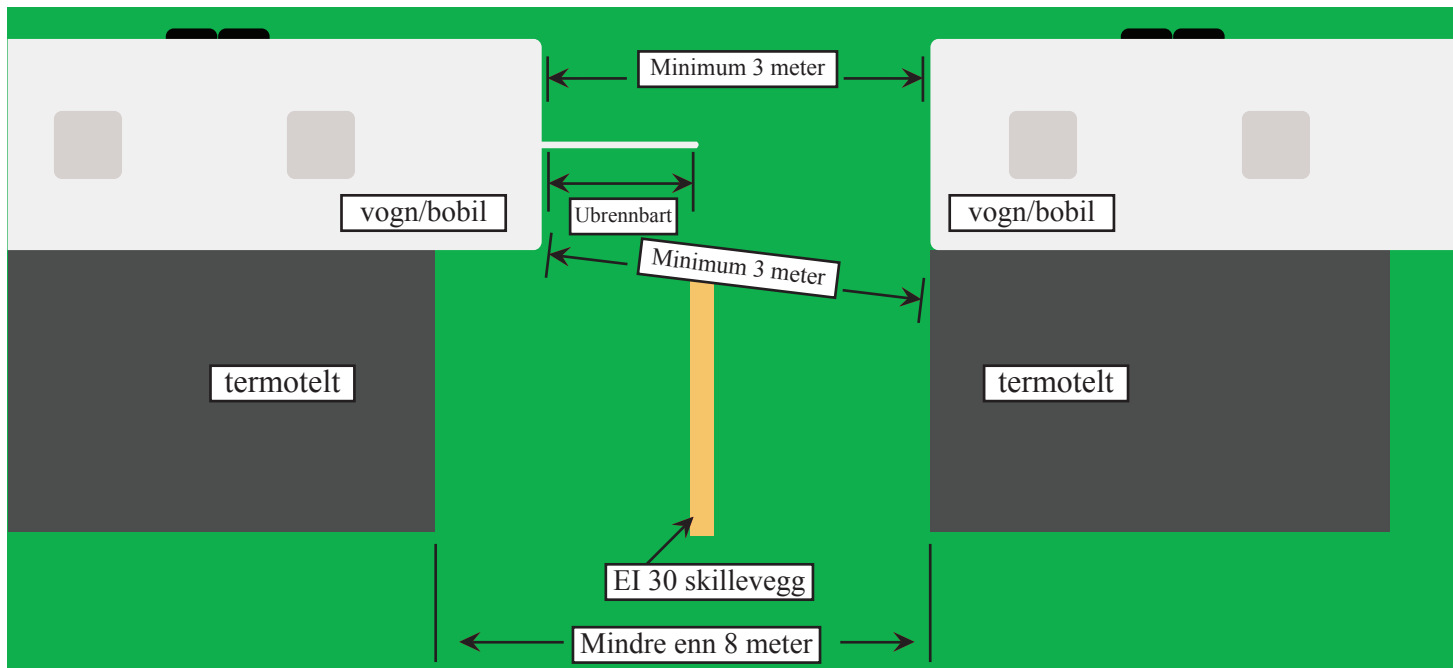 Minimum 3 meter
vogn/bobil
Ubrennbart
vogn/bobil
Minimum 3 meter
termotelt
termotelt
EI 30 skillevegg
Mindre enn 8 meter